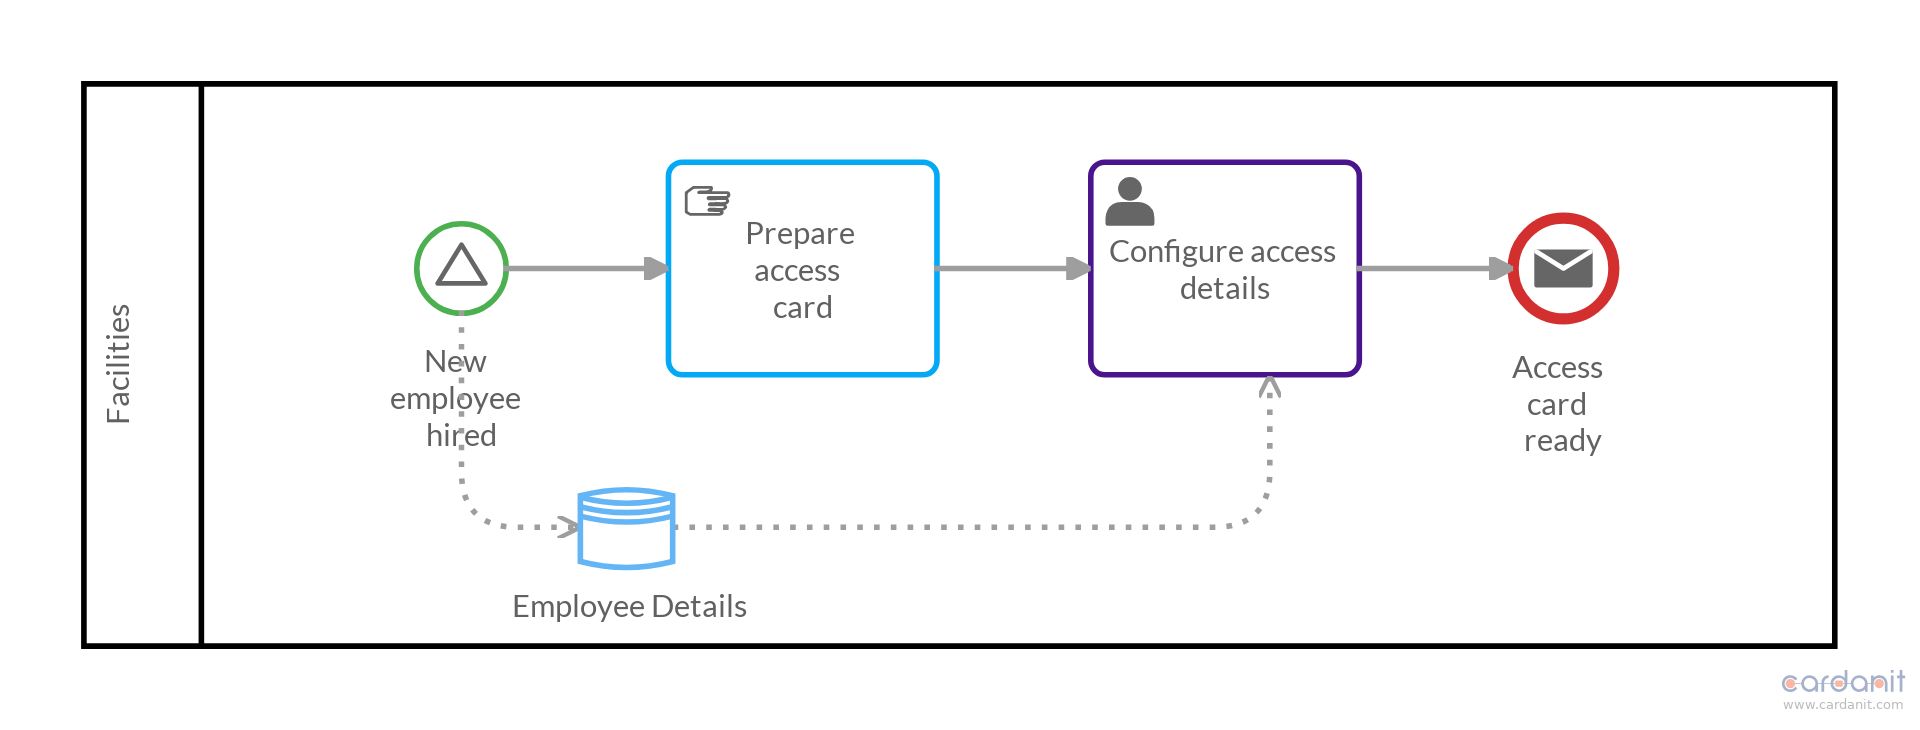 Facilities
New
employee
hired
Prepare
access
card
Configure access
details
Access
card
ready
Employee Details
cardanit
www.cardanit.com